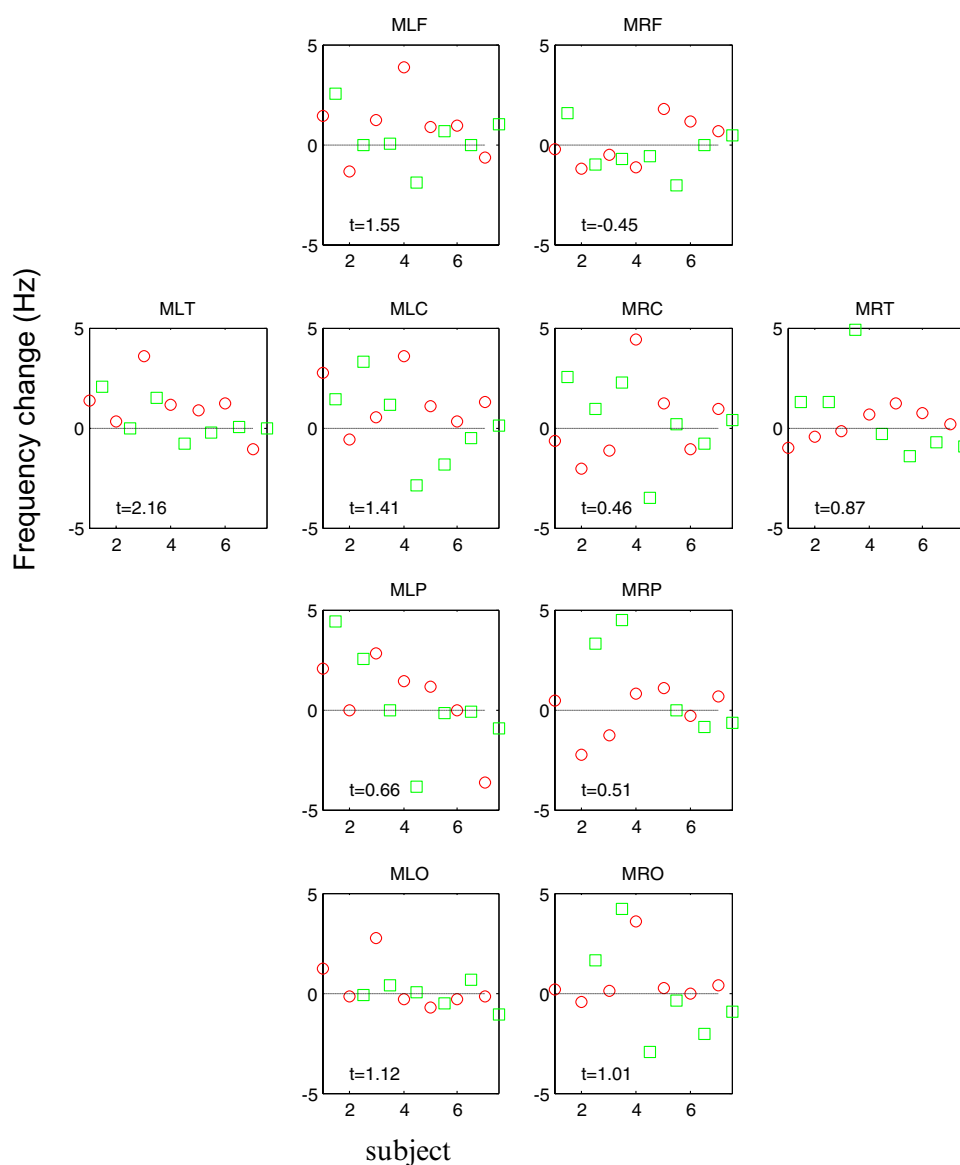 MLF MRF
5 5
0 0
t=1.55 t=-0.45
-5 -5
2 4 6 2 4 6
Frequency change (Hz)
MLT MLC MRC MRT
5 5 5 5
0 0 0 0
t=2.16 t=1.41 t=0.46 t=0.87
-5 -5 -5 -5
2 4 6 2 4 6 2 4 6 2 4 6
MLP MRP
5 5
0 0
t=0.66 t=0.51
-5 -5
2 4 6 2 4 6
MLO MRO
5 5
0 0
t=1.12 t=1.01
-5 -5
2 4 6 2 4 6
subject